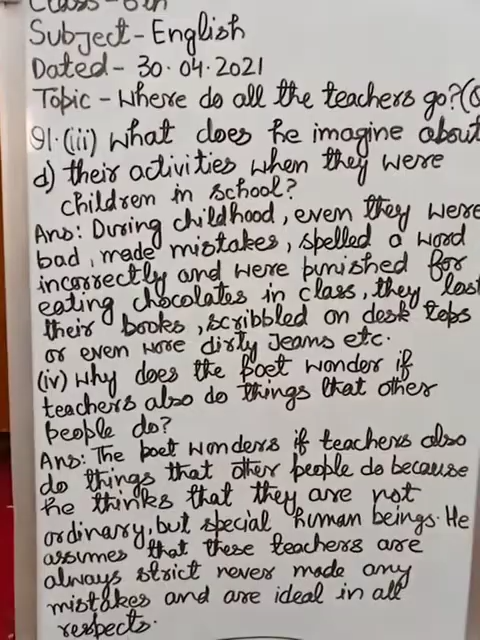 Class - 6th
Subject - English
Dated - 30.04.2021
Topic - Where do all the teachers go?
Q1. (iii) What does he imagine about
d) their activities when they were
children in school?
Ans: During childhood, even they were
bad, made mistakes, spelled a word
incorrectly and were punished for
eating chocolates in class, they lost
their books, scribbled on desk tops
or even wore dirty jeams etc.
(iv) Why does the poet wonder if
teachers also do things that other
people do?
Ans: The poet wonders if teachers also
do things that other people do because
he thinks that they are not
ordinary, but special human beings. He
assumes that these teachers are
always strict never made any
mistakes and are ideal in all
respects.